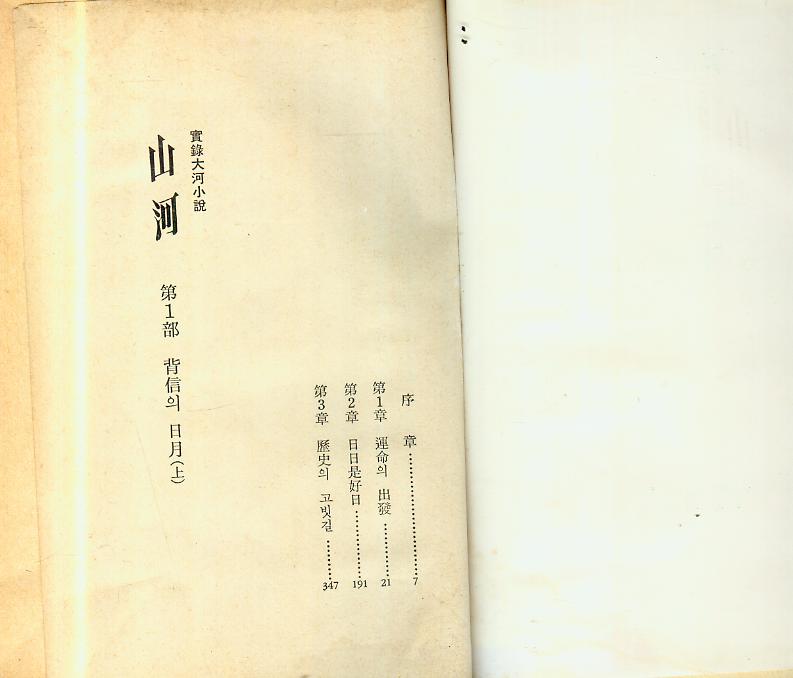 序 章 ........................ 7
第1章 運命의 出發 ............ 21
第2章 日日是好日 ............ 191
第3章 歷史의 고빗길 ......... 347
實錄大河小說
山河
第1部 背信의 日月(上)